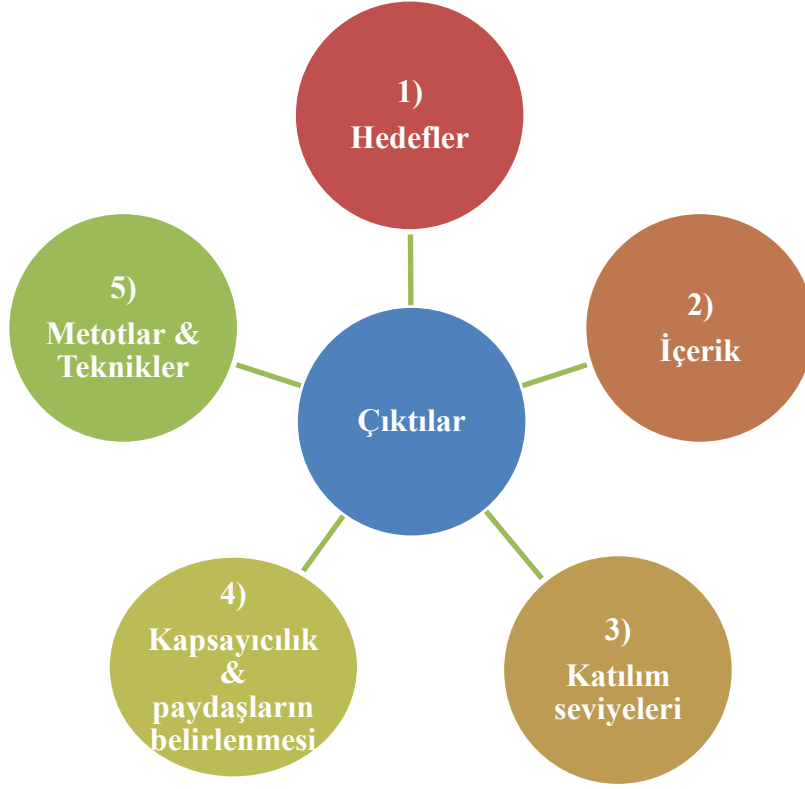 1)
Hedefler
2)
İçerik
3)
Katılım
seviyeleri
4)
Kapsayıcılık
&
paydaşların
belirlenmesi
5)
Metotlar &
Teknikler
Çıktılar